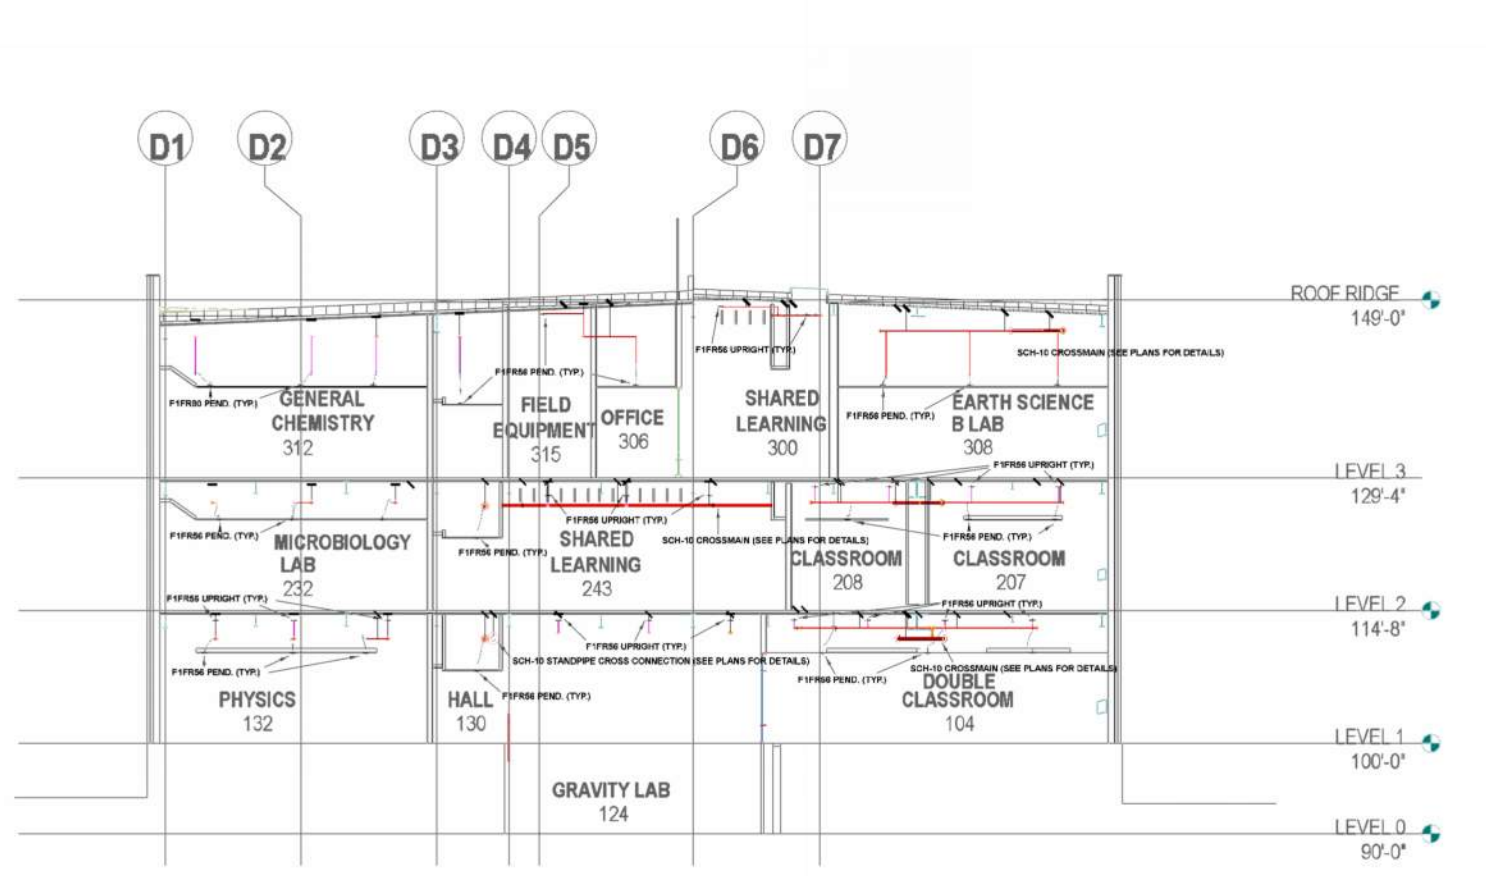 D1
D2
D3
D4
D5
D6
D7
ROOF RIDGE
149'-0"
F1FR56 UPRIGHT (TYP.)
SCH-10 CROSSMAIN (SEE PLANS FOR DETAILS)
F1FR56 PEND. (TYP.)
F1FR80 PEND. (TYP.)
GENERAL
CHEMISTRY
312
FIELD
EQUIPMENT
315
OFFICE
306
SHARED
LEARNING
300
F1FR56 PEND. (TYP.)
EARTH SCIENCE
B LAB
308
F1FR56 UPRIGHT (TYP.)
LEVEL 3
129'-4"
F1FR56 UPRIGHT (TYP.)
F1FR56 PEND. (TYP.)
MICROBIOLOGY
LAB
232
F1FR56 PEND. (TYP.)
SHARED
LEARNING
243
SCH-10 CROSSMAIN (SEE PLANS FOR DETAILS)
F1FR56 PEND. (TYP.)
CLASSROOM
208
CLASSROOM
207
F1FR56 UPRIGHT (TYP.)
F1FR56 UPRIGHT (TYP.)
LEVEL 2
114'-8"
F1FR56 UPRIGHT (TYP.)
SCH-10 STANDPIPE CROSS CONNECTION (SEE PLANS FOR DETAILS)
F1FR56 PEND. (TYP.)
F1FR56 PEND. (TYP.)
SCH-10 CROSSMAIN (SEE PLANS FOR DETAILS)
F1FR56 PEND. (TYP.)
PHYSICS
132
HALL
130
DOUBLE
CLASSROOM
104
LEVEL 1
100'-0"
GRAVITY LAB
124
LEVEL 0
90'-0"